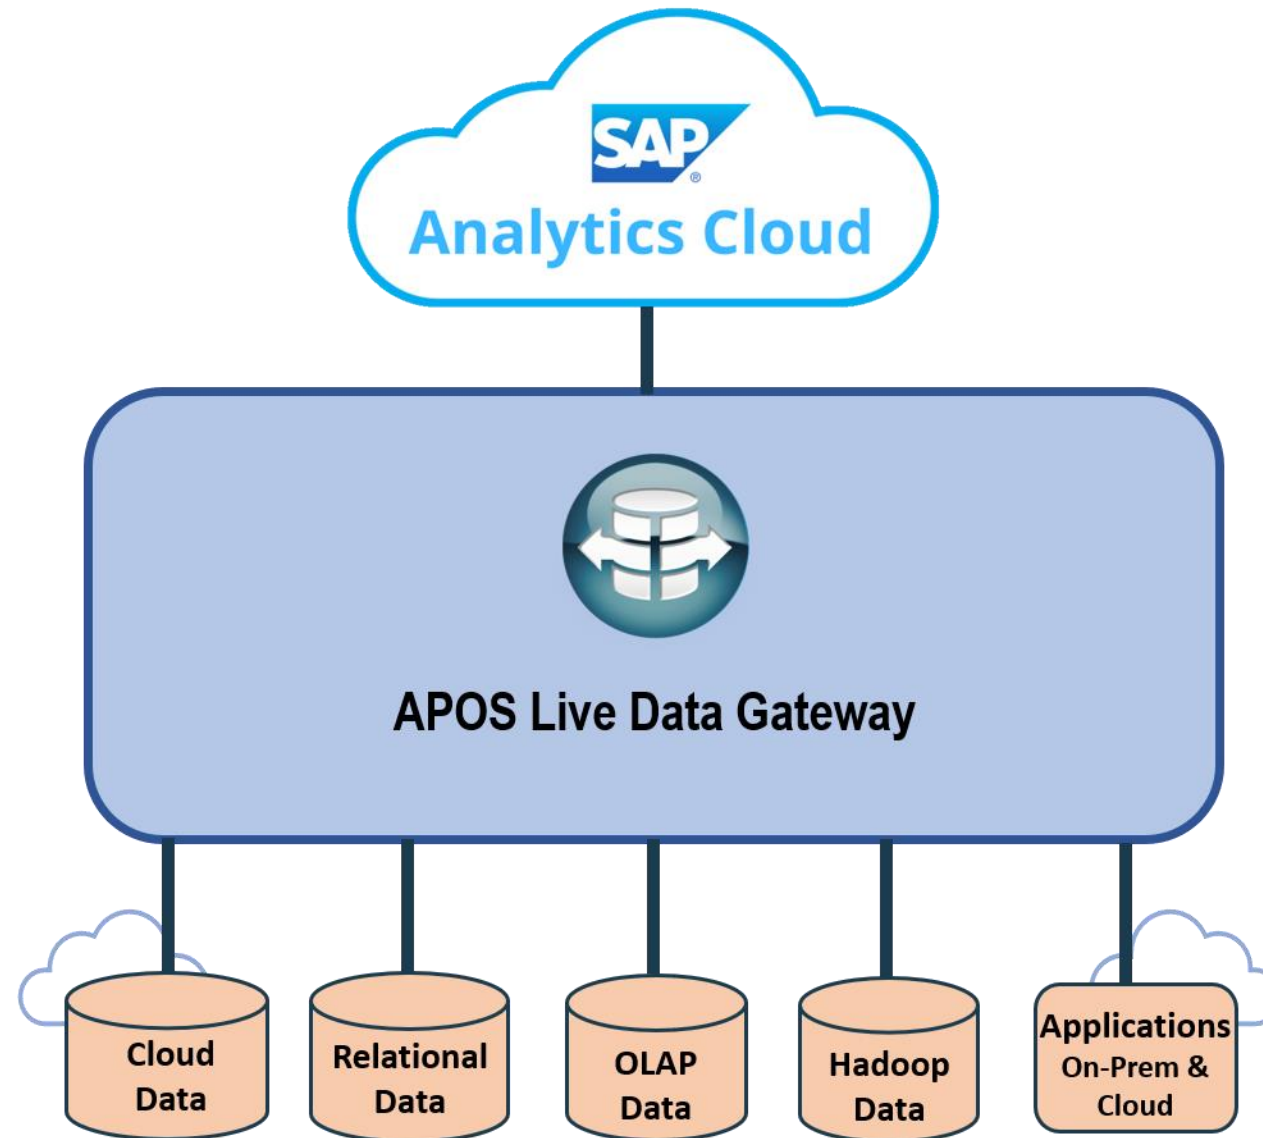 SAP®
Analytics Cloud
APOS Live Data Gateway
Cloud
Data
Relational
Data
OLAP
Data
Hadoop
Data
Applications
On-Prem &
Cloud